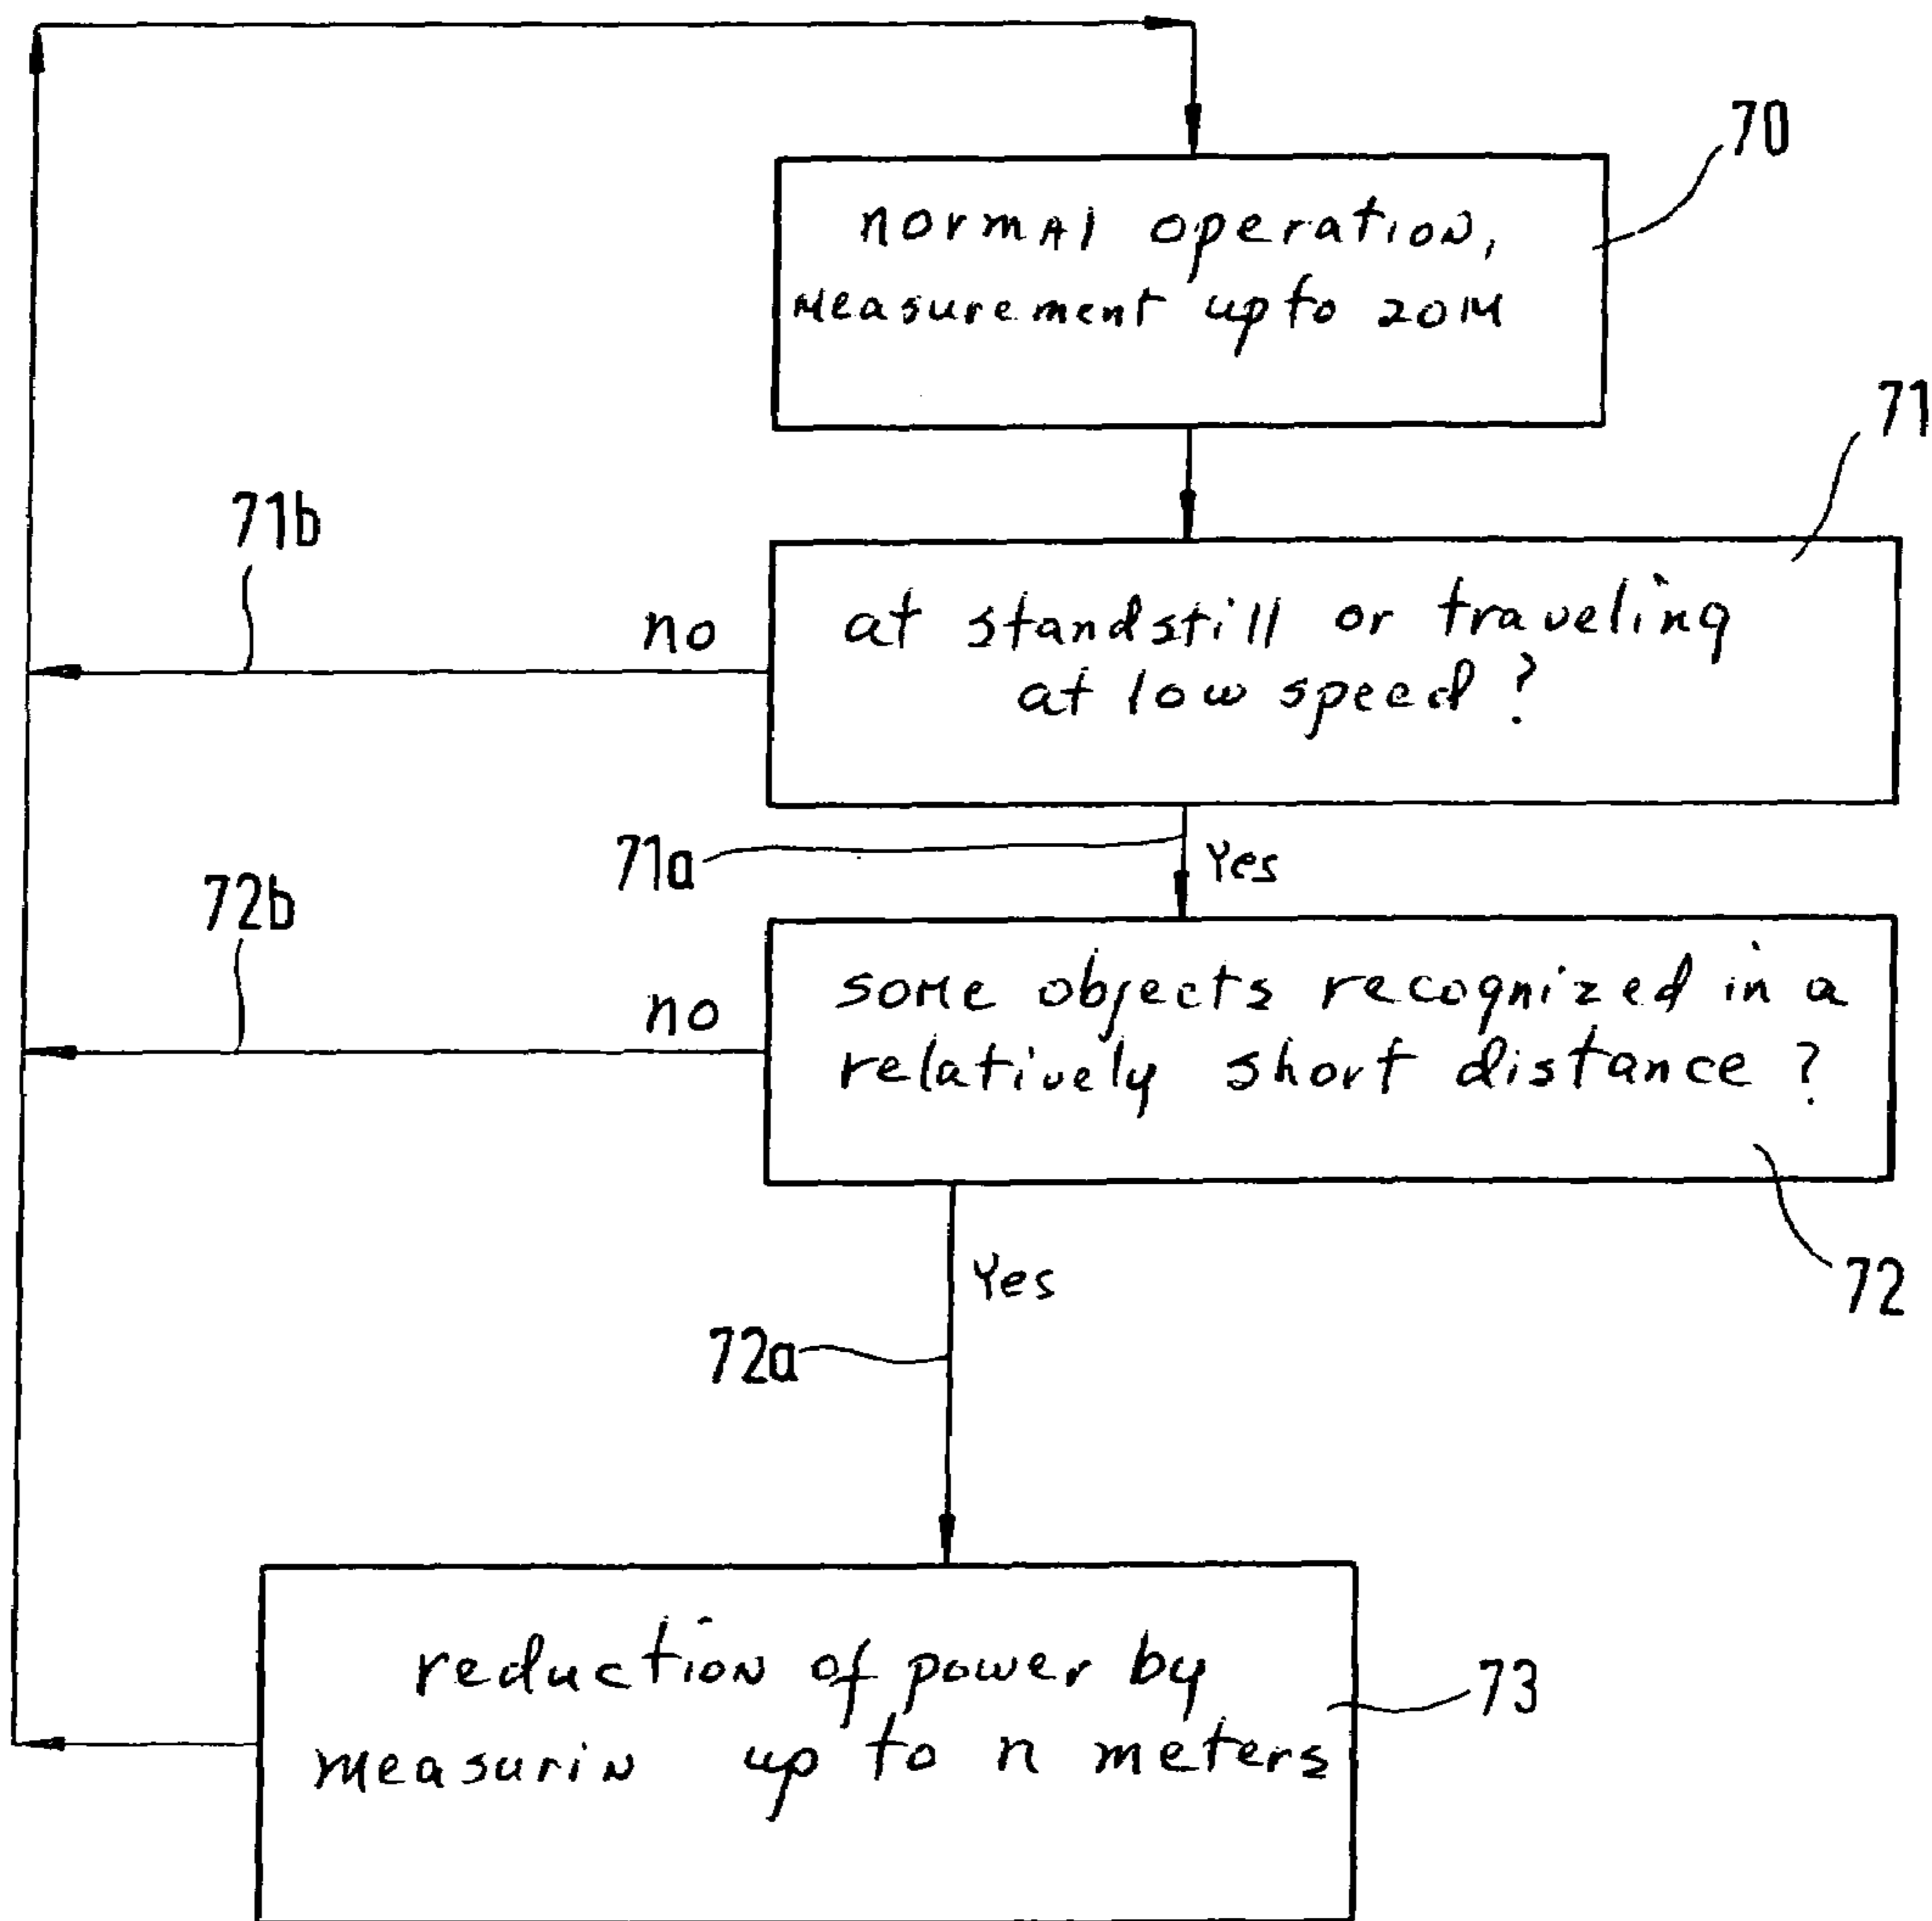 70
normal operation,
measurement up to 20M
71
71b
no
at standstill or traveling
at low speed?
71a
Yes
72b
no
some objects recognized in a
relatively short distance?
72
Yes
72a
reduction of power by
measurin up to n meters
73